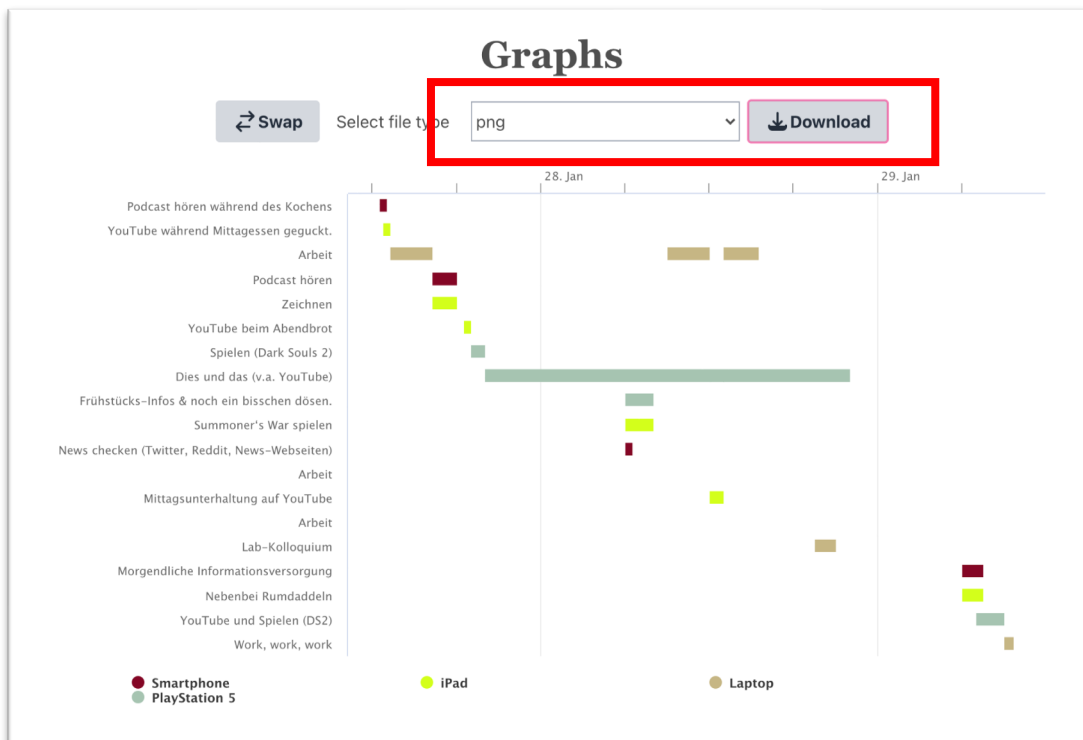 Graphs
Swap Select file type png Download
28. Jan 29. Jan
Podcast hören während des Kochens
YouTube während Mittagessen geguckt.
Arbeit
Podcast hören
Zeichnen
YouTube beim Abendbrot
Spielen (Dark Souls 2)
Dies und das (v.a. YouTube)
Frühstücks-Infos & noch ein bisschen dösen.
Summoner's War spielen
News checken (Twitter, Reddit, News-Webseiten)
Arbeit
Mittagsunterhaltung auf YouTube
Arbeit
Lab-Kolloquium
Morgendliche Informationsversorgung
Nebenbei Rumdaddeln
YouTube und Spielen (DS2)
Work, work, work
Smartphone iPad Laptop
PlayStation 5